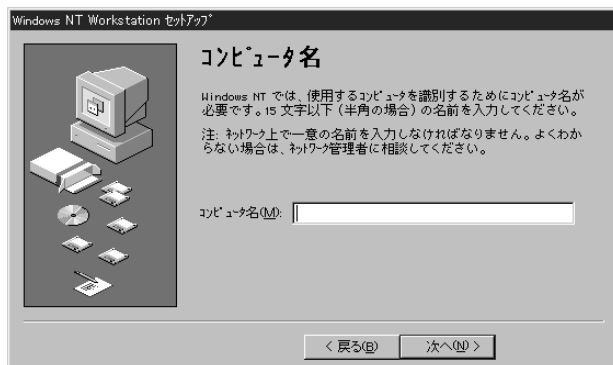 Windows NT Workstation ｾｯﾄｱｯﾌﾟ
コンピュータ名
Windows NT では、使用するｺﾝﾋﾟｭｰﾀを識別するためにｺﾝﾋﾟｭｰﾀ名が
必要です。15 文字以下（半角の場合）の名前を入力してください。
注: ﾈｯﾄﾜｰｸ上で一意の名前を入力しなければなりません。よくわか
らない場合は、ﾈｯﾄﾜｰｸ管理者に相談してください。
ｺﾝﾋﾟｭｰﾀ名(M):
< 戻る(B)
次へ(N) >